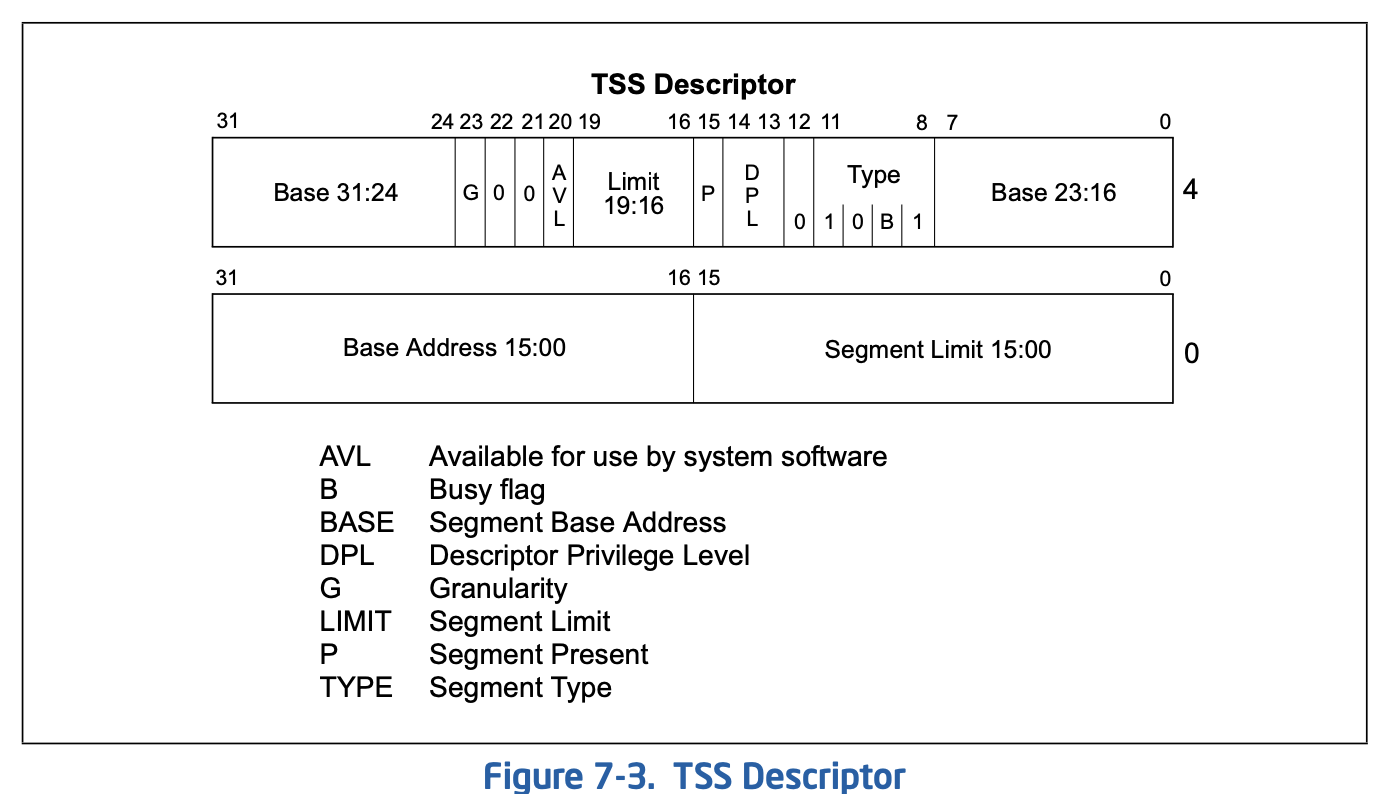 TSS Descriptor
31 24 23 22 21 20 19 16 15 14 13 12 11 8 7 0
Base 31:24 G 0 0 AVL Limit 19:16 P DPL 0 Type 1 0 B 1 Base 23:16 4
31 16 15 0
Base Address 15:00 Segment Limit 15:00 0
AVL Available for use by system software
B Busy flag
BASE Segment Base Address
DPL Descriptor Privilege Level
G Granularity
LIMIT Segment Limit
P Segment Present
TYPE Segment Type
Figure 7-3. TSS Descriptor